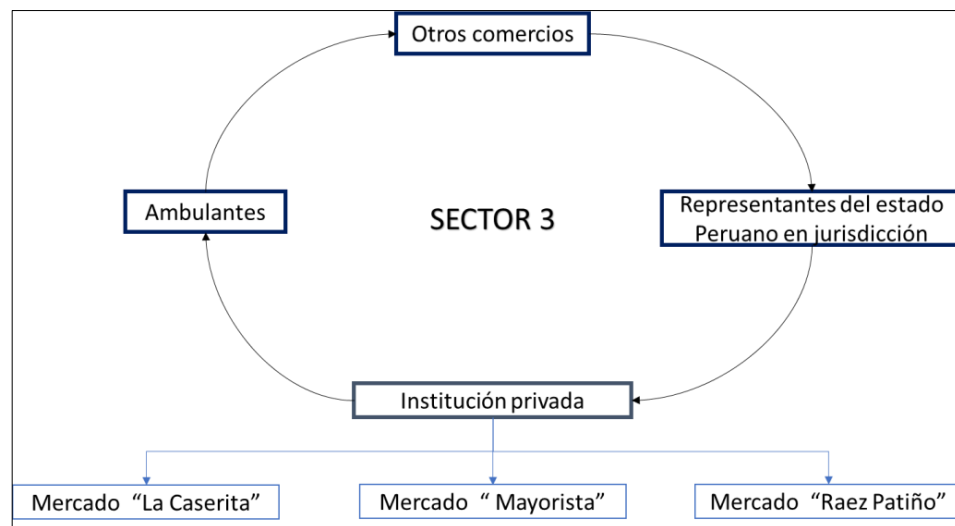 Otros comercios
Ambulantes
SECTOR 3
Representantes del estado
Peruano en jurisdicción
Institución privada
Mercado “La Caserita”
Mercado “ Mayorista”
Mercado “Raez Patiño”